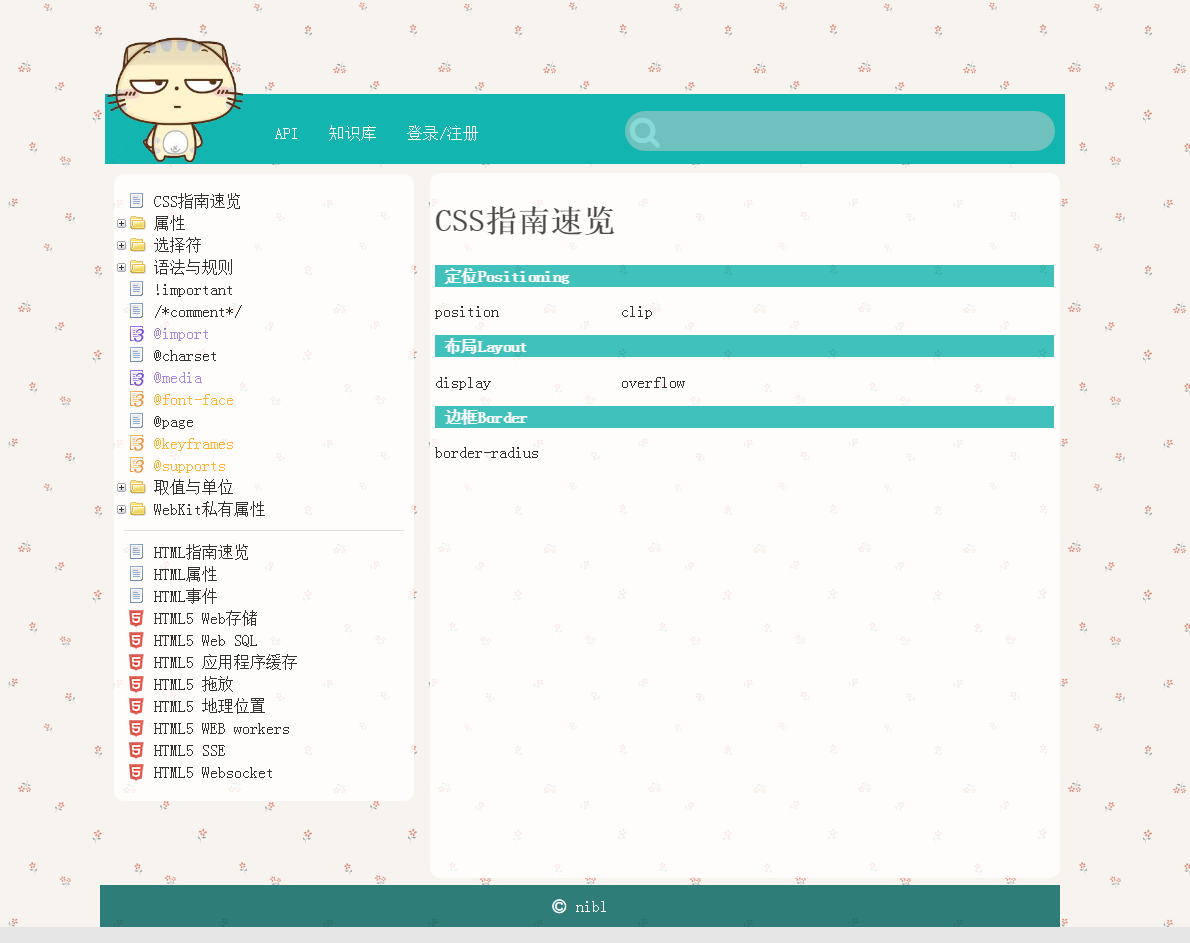 API 知识库 登录/注册
CSS指南速览
属性
选择符
语法与规则
!important
/*comment*/
@import
@charset
@media
@font-face
@page
@keyframes
@supports
取值与单位
WebKit私有属性
HTML指南速览
HTML属性
HTML事件
HTML5 Web存储
HTML5 Web SQL
HTML5 应用程序缓存
HTML5 拖放
HTML5 地理位置
HTML5 WEB workers
HTML5 SSE
HTML5 Websocket
CSS指南速览
定位Positioning
position clip
布局Layout
display overflow
边框Border
border-radius
© nibl